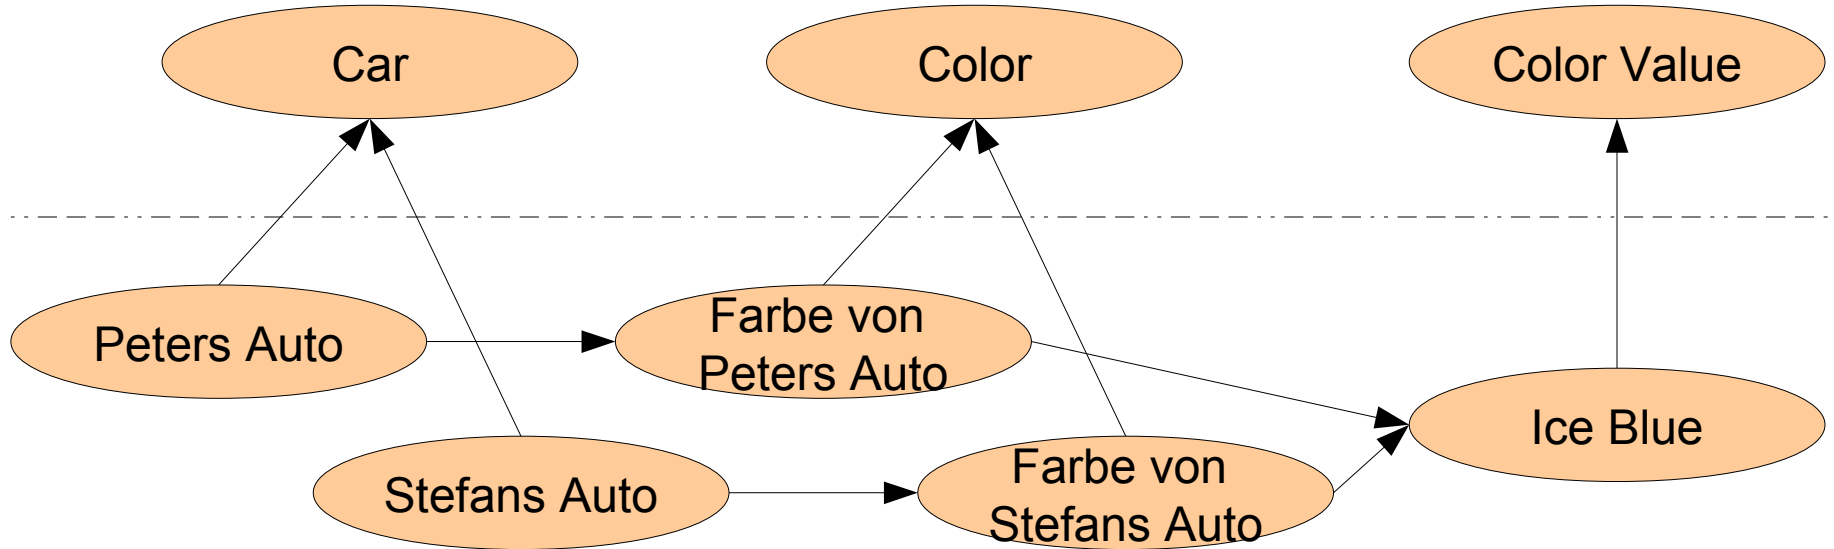 Car
Color
Color Value
Peters Auto
Farbe von
Peters Auto
Stefans Auto
Farbe von
Stefans Auto
Ice Blue